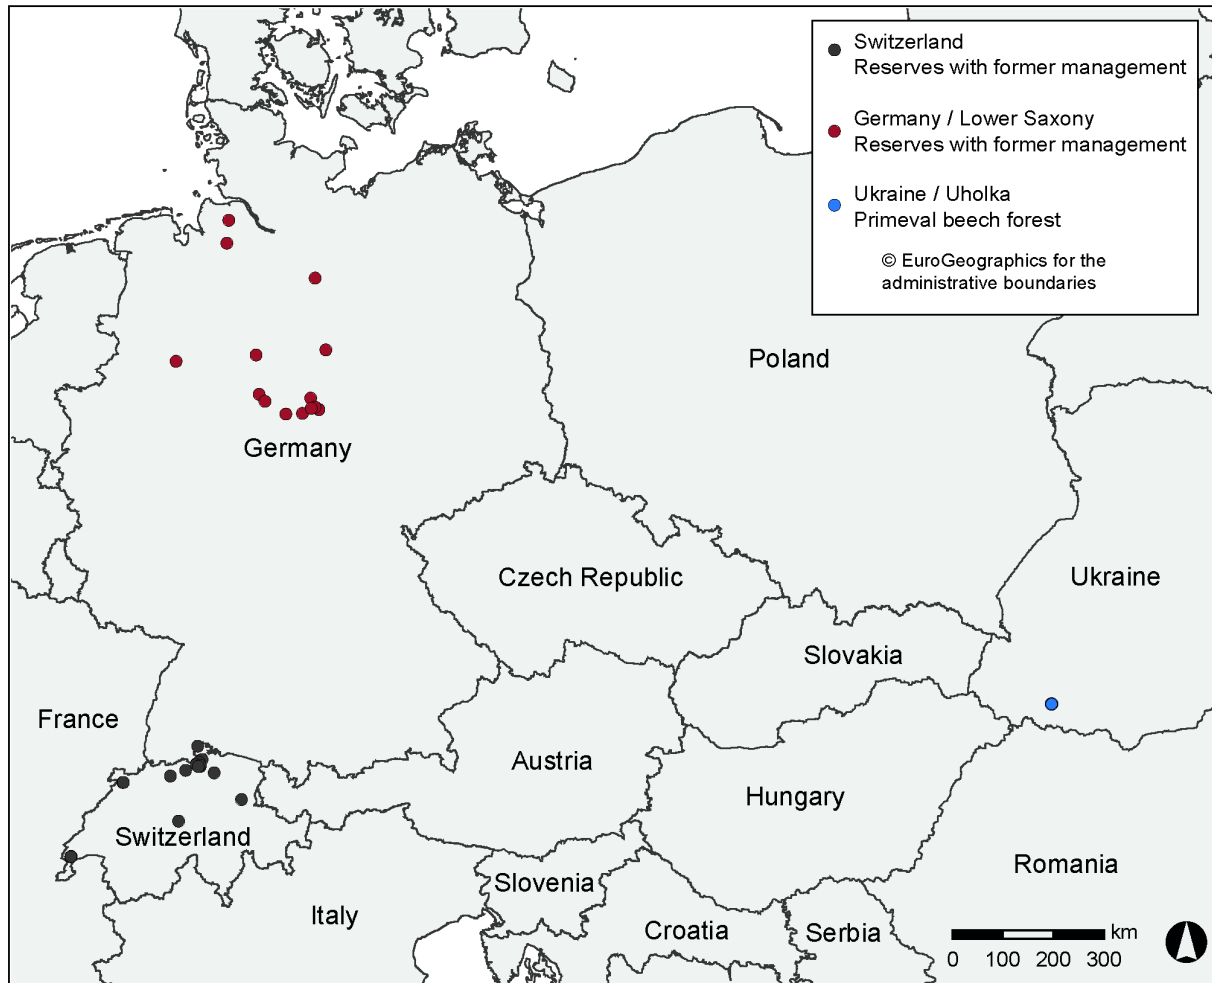 Switzerland
Reserves with former management
Germany / Lower Saxony
Reserves with former management
Ukraine / Uholka
Primeval beech forest
© EuroGeographics for the
administrative boundaries
Poland
Germany
Czech Republic
Ukraine
Slovakia
France
Austria
Hungary
Switzerland
Romania
Slovenia
Italy
Croatia
Serbia
km
0 100 200 300